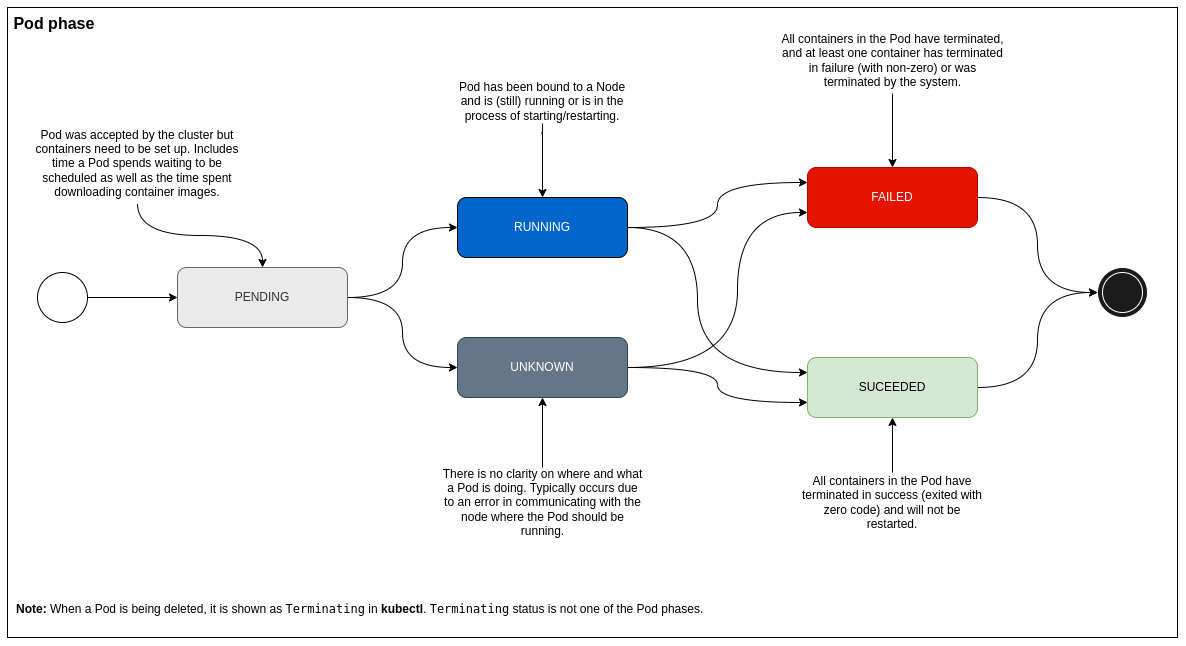 Pod phase
All containers in the Pod have terminated,
and at least one container has terminated
in failure (with non-zero) or was
terminated by the system.
Pod has been bound to a Node
and is (still) running or is in the
process of starting/restarting.
.
Pod was accepted by the cluster but
containers need to be set up. Includes
time a Pod spends waiting to be
scheduled as well as the time spent
downloading container images.
FAILED
RUNNING
PENDING
UNKNOWN
SUCEEDED
There is no clarity on where and what
a Pod is doing. Typically occurs due
to an error in communicating with the
node where the Pod should be
running.
All containers in the Pod have
terminated in success (exited with
zero code) and will not be
restarted.
Note: When a Pod is being deleted, it is shown as Terminating in kubectl. Terminating status is not one of the Pod phases.